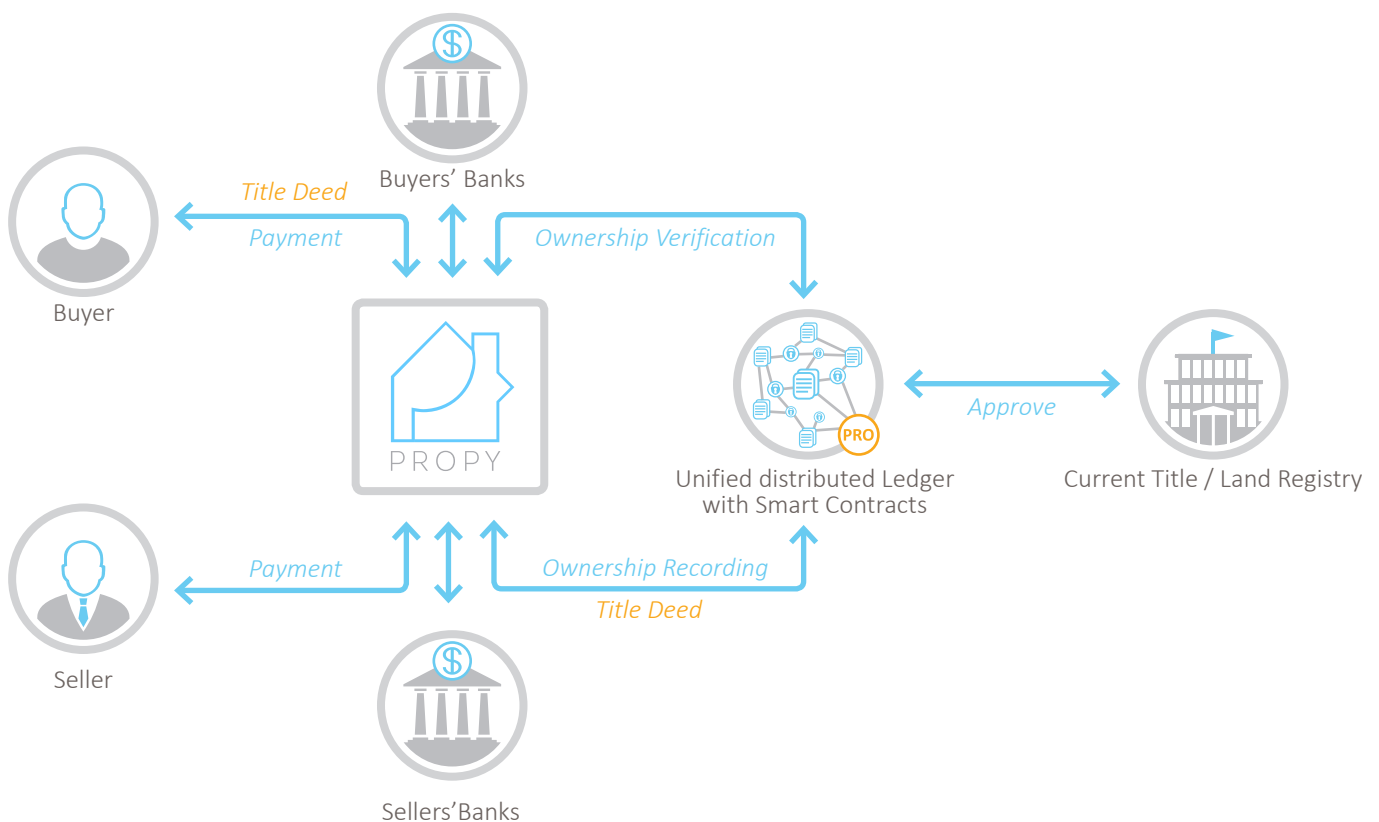 $
Buyers’ Banks
Title Deed
Payment
Ownership Verification
Buyer
PROPY
PRO
Approve
Unified distributed Ledger
with Smart Contracts
Current Title / Land Registry
Payment
Ownership Recording
Title Deed
Seller
$
Sellers’Banks